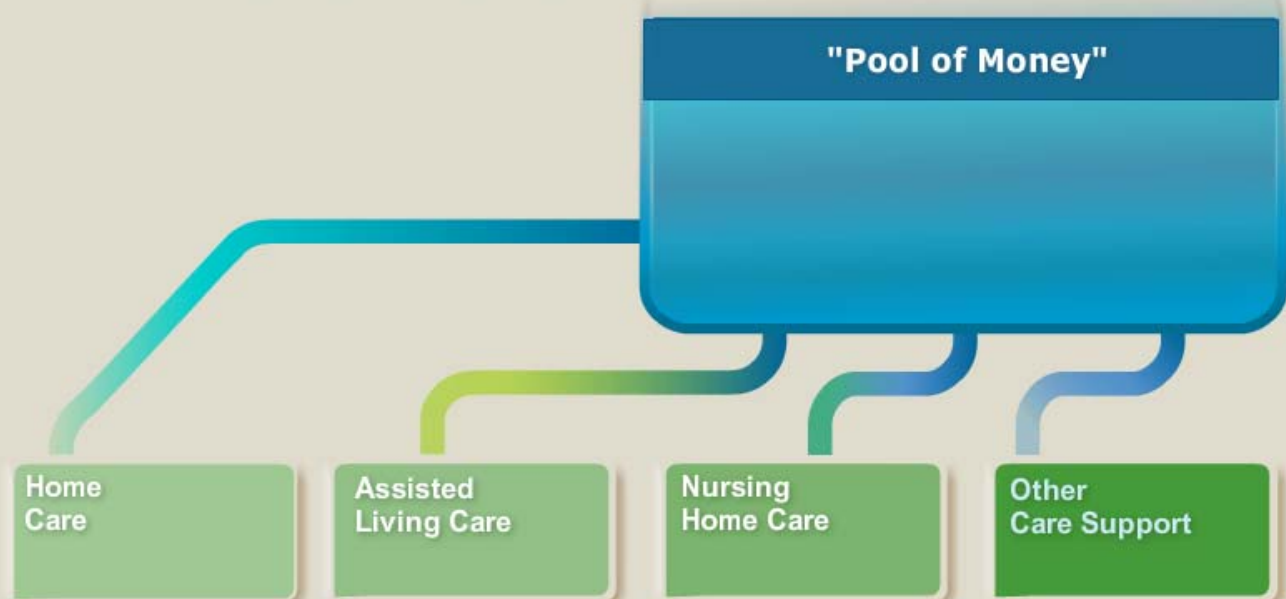 "Pool of Money"
Home
Care
Assisted
Living Care
Nursing
Home Care
Other
Care Support